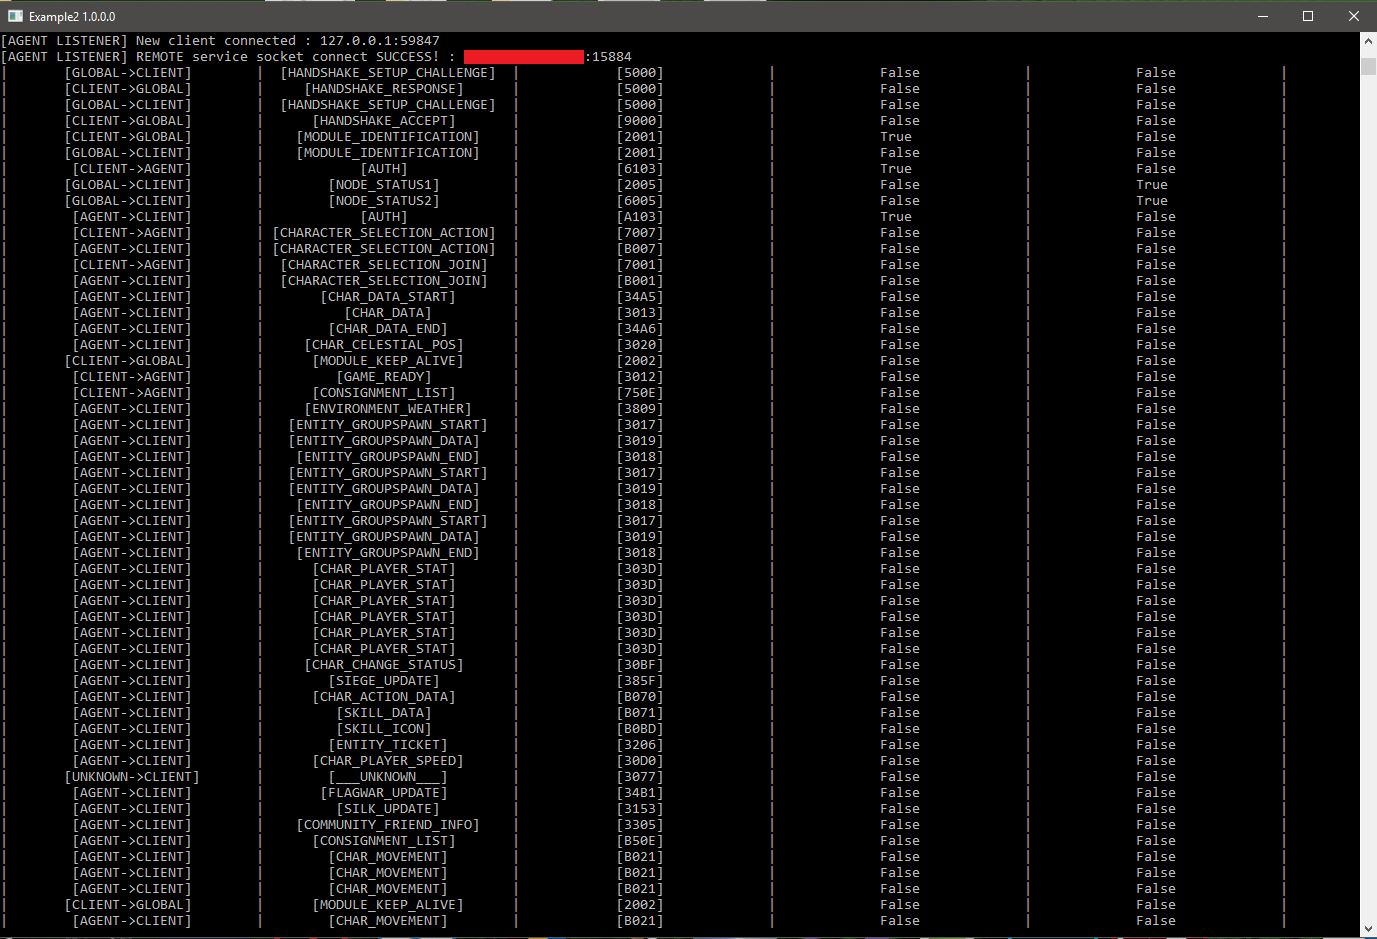 Example2 1.0.0.0
[AGENT LISTENER] New client connected : 127.0.0.1:59847
[AGENT LISTENER] REMOTE service socket connect SUCCESS! : :15884
| [GLOBAL->CLIENT] | [HANDSHAKE_SETUP_CHALLENGE] | [5000] | False | False |
| [CLIENT->GLOBAL] | [HANDSHAKE_RESPONSE] | [5000] | False | False |
| [GLOBAL->CLIENT] | [HANDSHAKE_SETUP_CHALLENGE] | [5000] | False | False |
| [CLIENT->GLOBAL] | [HANDSHAKE_ACCEPT] | [9000] | False | False |
| [CLIENT->GLOBAL] | [MODULE_IDENTIFICATION] | [2001] | True | False |
| [GLOBAL->CLIENT] | [MODULE_IDENTIFICATION] | [2001] | False | False |
| [CLIENT->AGENT] | [AUTH] | [6103] | True | False |
| [GLOBAL->CLIENT] | [NODE_STATUS1] | [2005] | False | True |
| [GLOBAL->CLIENT] | [NODE_STATUS2] | [6005] | False | True |
| [AGENT->CLIENT] | [AUTH] | [A103] | True | False |
| [CLIENT->AGENT] | [CHARACTER_SELECTION_ACTION] | [7007] | False | False |
| [AGENT->CLIENT] | [CHARACTER_SELECTION_ACTION] | [B007] | False | False |
| [CLIENT->AGENT] | [CHARACTER_SELECTION_JOIN] | [7001] | False | False |
| [AGENT->CLIENT] | [CHARACTER_SELECTION_JOIN] | [B001] | False | False |
| [AGENT->CLIENT] | [CHAR_DATA_START] | [34A5] | False | False |
| [AGENT->CLIENT] | [CHAR_DATA] | [3013] | False | False |
| [AGENT->CLIENT] | [CHAR_DATA_END] | [34A6] | False | False |
| [AGENT->CLIENT] | [CHAR_CELESTIAL_POS] | [3020] | False | False |
| [CLIENT->GLOBAL] | [MODULE_KEEP_ALIVE] | [2002] | False | False |
| [CLIENT->AGENT] | [GAME_READY] | [3012] | False | False |
| [CLIENT->AGENT] | [CONSIGNMENT_LIST] | [750E] | False | False |
| [AGENT->CLIENT] | [ENVIRONMENT_WEATHER] | [3809] | False | False |
| [AGENT->CLIENT] | [ENTITY_GROUPSPAWN_START] | [3017] | False | False |
| [AGENT->CLIENT] | [ENTITY_GROUPSPAWN_DATA] | [3019] | False | False |
| [AGENT->CLIENT] | [ENTITY_GROUPSPAWN_END] | [3018] | False | False |
| [AGENT->CLIENT] | [ENTITY_GROUPSPAWN_START] | [3017] | False | False |
| [AGENT->CLIENT] | [ENTITY_GROUPSPAWN_DATA] | [3019] | False | False |
| [AGENT->CLIENT] | [ENTITY_GROUPSPAWN_END] | [3018] | False | False |
| [AGENT->CLIENT] | [ENTITY_GROUPSPAWN_START] | [3017] | False | False |
| [AGENT->CLIENT] | [ENTITY_GROUPSPAWN_DATA] | [3019] | False | False |
| [AGENT->CLIENT] | [ENTITY_GROUPSPAWN_END] | [3018] | False | False |
| [AGENT->CLIENT] | [CHAR_PLAYER_STAT] | [303D] | False | False |
| [AGENT->CLIENT] | [CHAR_PLAYER_STAT] | [303D] | False | False |
| [AGENT->CLIENT] | [CHAR_PLAYER_STAT] | [303D] | False | False |
| [AGENT->CLIENT] | [CHAR_PLAYER_STAT] | [303D] | False | False |
| [AGENT->CLIENT] | [CHAR_PLAYER_STAT] | [303D] | False | False |
| [AGENT->CLIENT] | [CHAR_PLAYER_STAT] | [303D] | False | False |
| [AGENT->CLIENT] | [CHAR_CHANGE_STATUS] | [30BF] | False | False |
| [AGENT->CLIENT] | [SIEGE_UPDATE] | [385F] | False | False |
| [AGENT->CLIENT] | [CHAR_ACTION_DATA] | [B070] | False | False |
| [AGENT->CLIENT] | [SKILL_DATA] | [B071] | False | False |
| [AGENT->CLIENT] | [SKILL_ICON] | [B0BD] | False | False |
| [AGENT->CLIENT] | [ENTITY_TICKET] | [3206] | False | False |
| [AGENT->CLIENT] | [CHAR_PLAYER_SPEED] | [30D0] | False | False |
| [UNKNOWN->CLIENT] | [___UNKNOWN___] | [3077] | False | False |
| [AGENT->CLIENT] | [FLAGWAR_UPDATE] | [34B1] | False | False |
| [AGENT->CLIENT] | [SILK_UPDATE] | [3153] | False | False |
| [AGENT->CLIENT] | [COMMUNITY_FRIEND_INFO] | [3305] | False | False |
| [AGENT->CLIENT] | [CONSIGNMENT_LIST] | [B50E] | False | False |
| [AGENT->CLIENT] | [CHAR_MOVEMENT] | [B021] | False | False |
| [AGENT->CLIENT] | [CHAR_MOVEMENT] | [B021] | False | False |
| [AGENT->CLIENT] | [CHAR_MOVEMENT] | [B021] | False | False |
| [CLIENT->GLOBAL] | [MODULE_KEEP_ALIVE] | [2002] | False | False |
| [AGENT->CLIENT] | [CHAR_MOVEMENT] | [B021] | False | False |